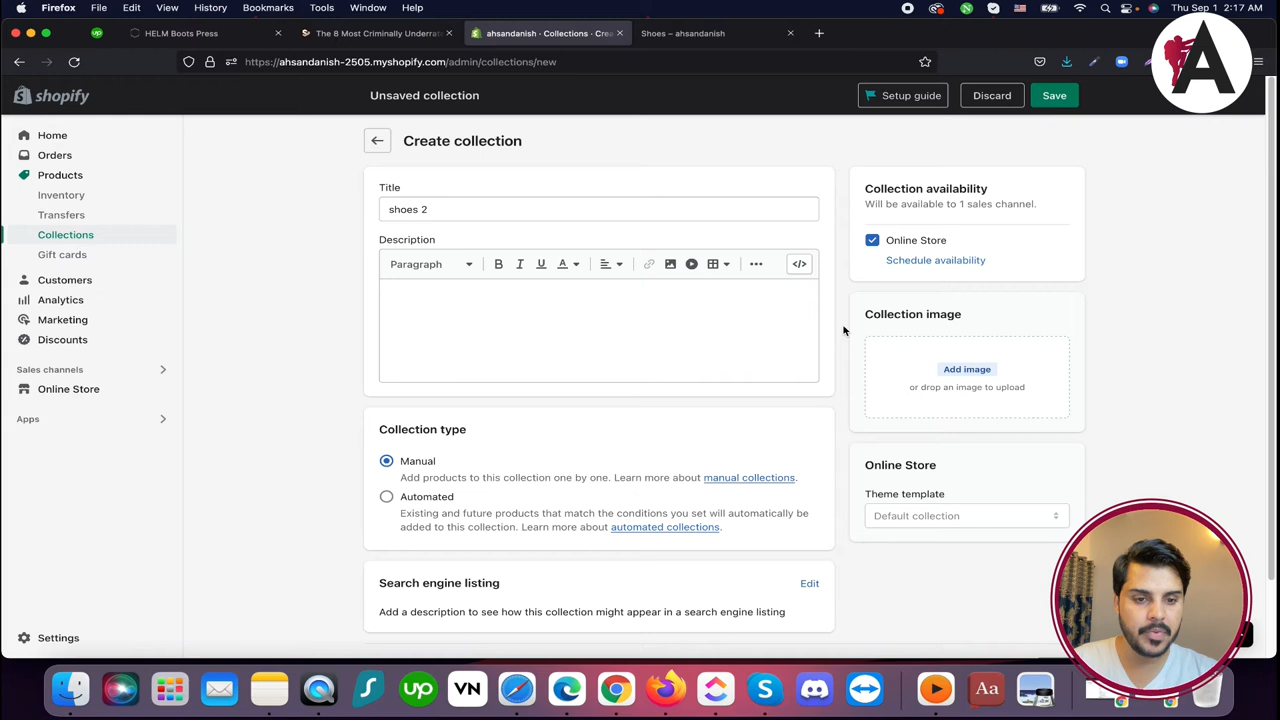 Firefox File Edit View History Bookmarks Tools Window Help Thu Sep 1 2:17 AM
HELM Boots Press
The 8 Most Criminally Underrat
ahsandanish · Collections · Crea
Shoes – ahsandanish
https://ahsandanish-2505.myshopify.com/admin/collections/new
A
shopify
Unsaved collection
Setup guide
Discard
Save
Home
Orders
Products
Inventory
Transfers
Collections
Gift cards
Customers
Analytics
Marketing
Discounts
Sales channels
Online Store
Apps
Settings
Create collection
Title
shoes 2
Description
Paragraph
B I U A
</>
Collection type
Manual
Add products to this collection one by one. Learn more about manual collections.
Automated
Existing and future products that match the conditions you set will automatically be
added to this collection. Learn more about automated collections.
Search engine listing
Edit
Add a description to see how this collection might appear in a search engine listing
Collection availability
Will be available to 1 sales channel.
Online Store
Schedule availability
Collection image
Add image
or drop an image to upload
Online Store
Theme template
Default collection
up
VN
Aa